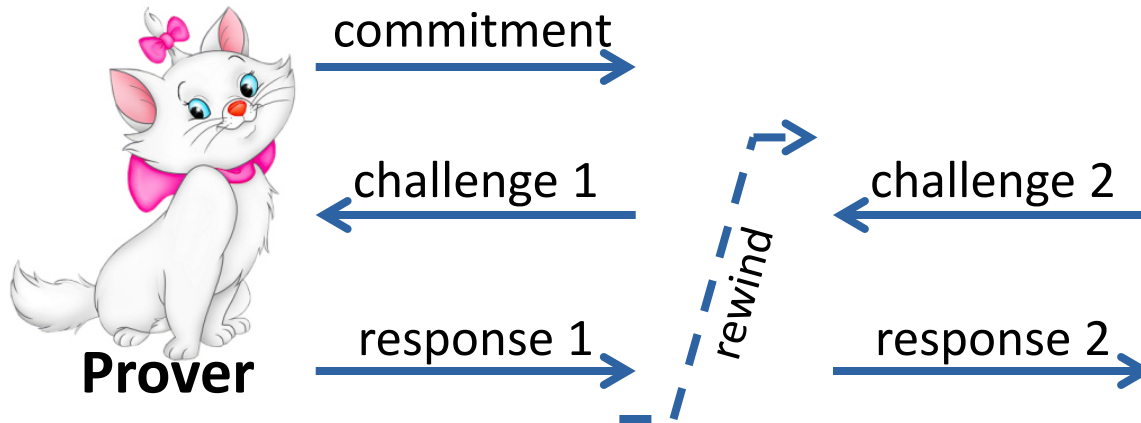 commitment
challenge 1
challenge 2
rewind
response 1
response 2
Prover